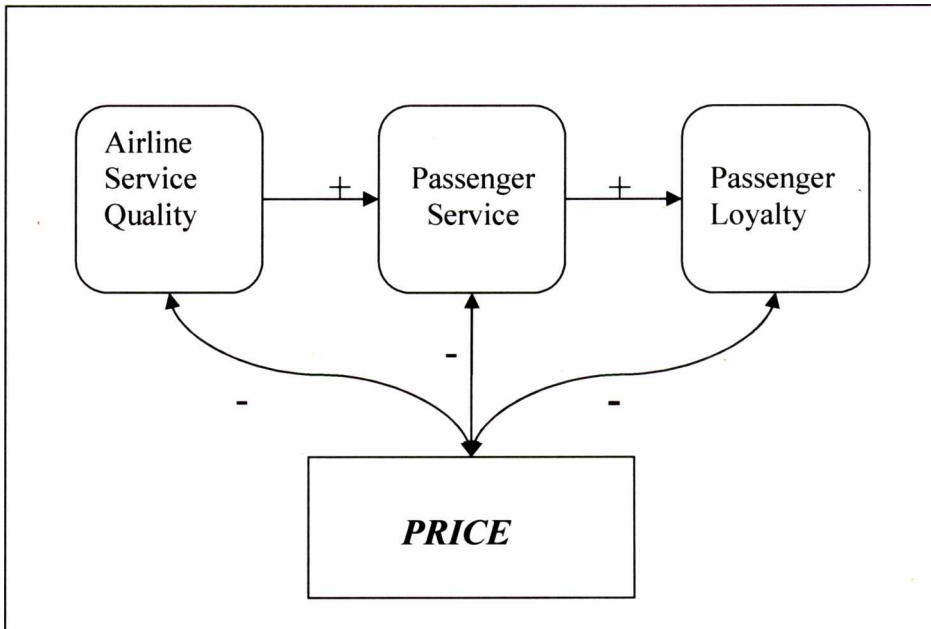 Airline
Service
Quality
+
Passenger
Service
+
Passenger
Loyalty
-
-
-
PRICE